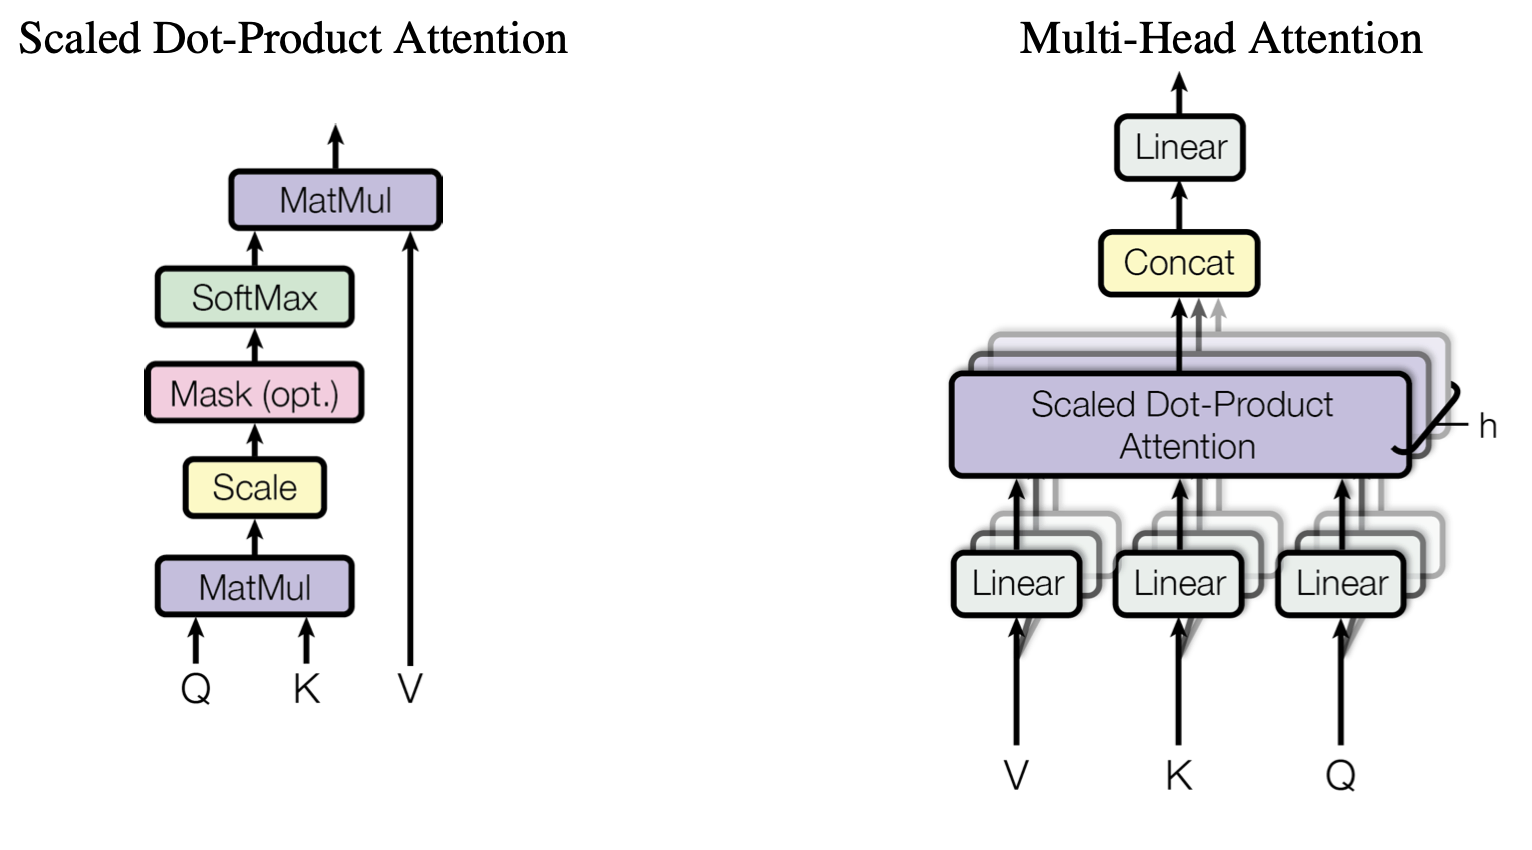 Scaled Dot-Product Attention
MatMul
SoftMax
Mask (opt.)
Scale
MatMul
Q K V
Multi-Head Attention
Linear
Concat
Scaled Dot-Product
Attention
h
Linear Linear Linear
V K Q